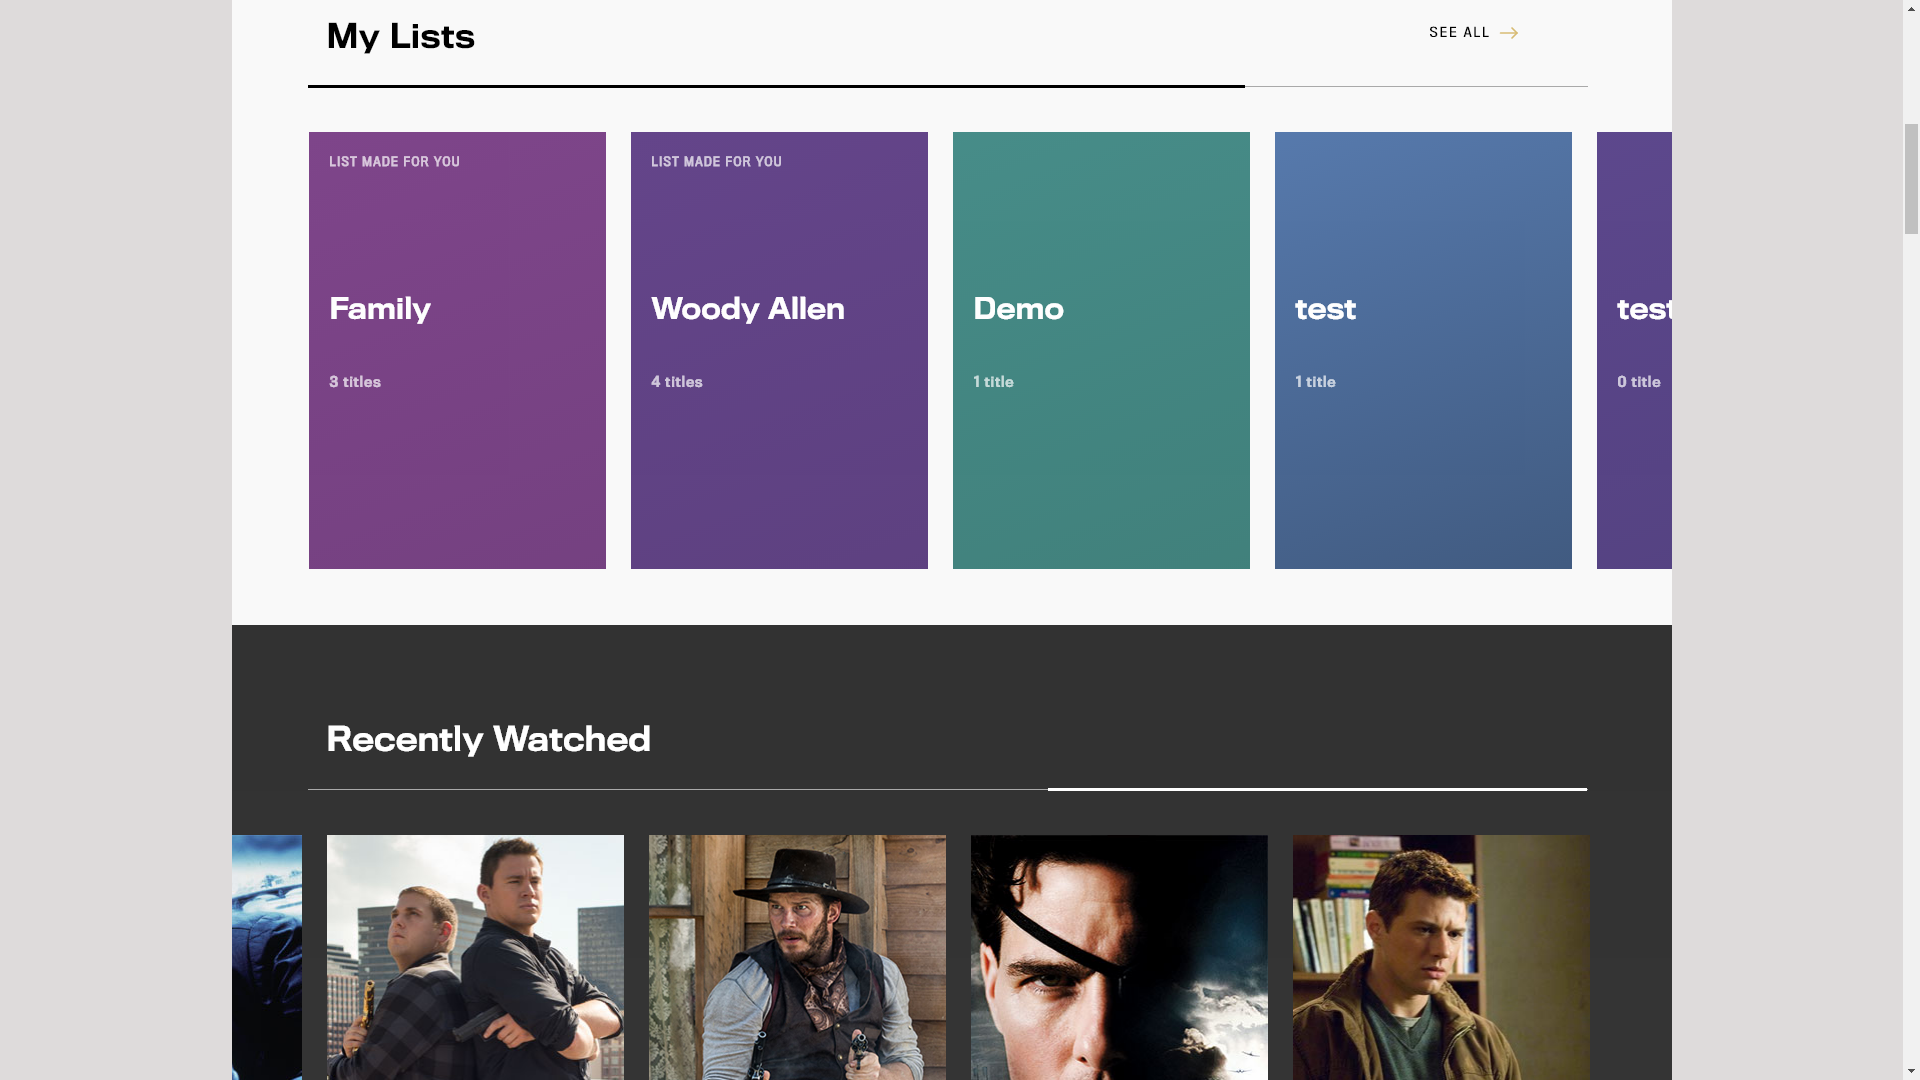 My Lists
SEE ALL
LIST MADE FOR YOU
Family
3 titles
LIST MADE FOR YOU
Woody Allen
4 titles
Demo
1 title
test
1 title
test
0 title
Recently Watched